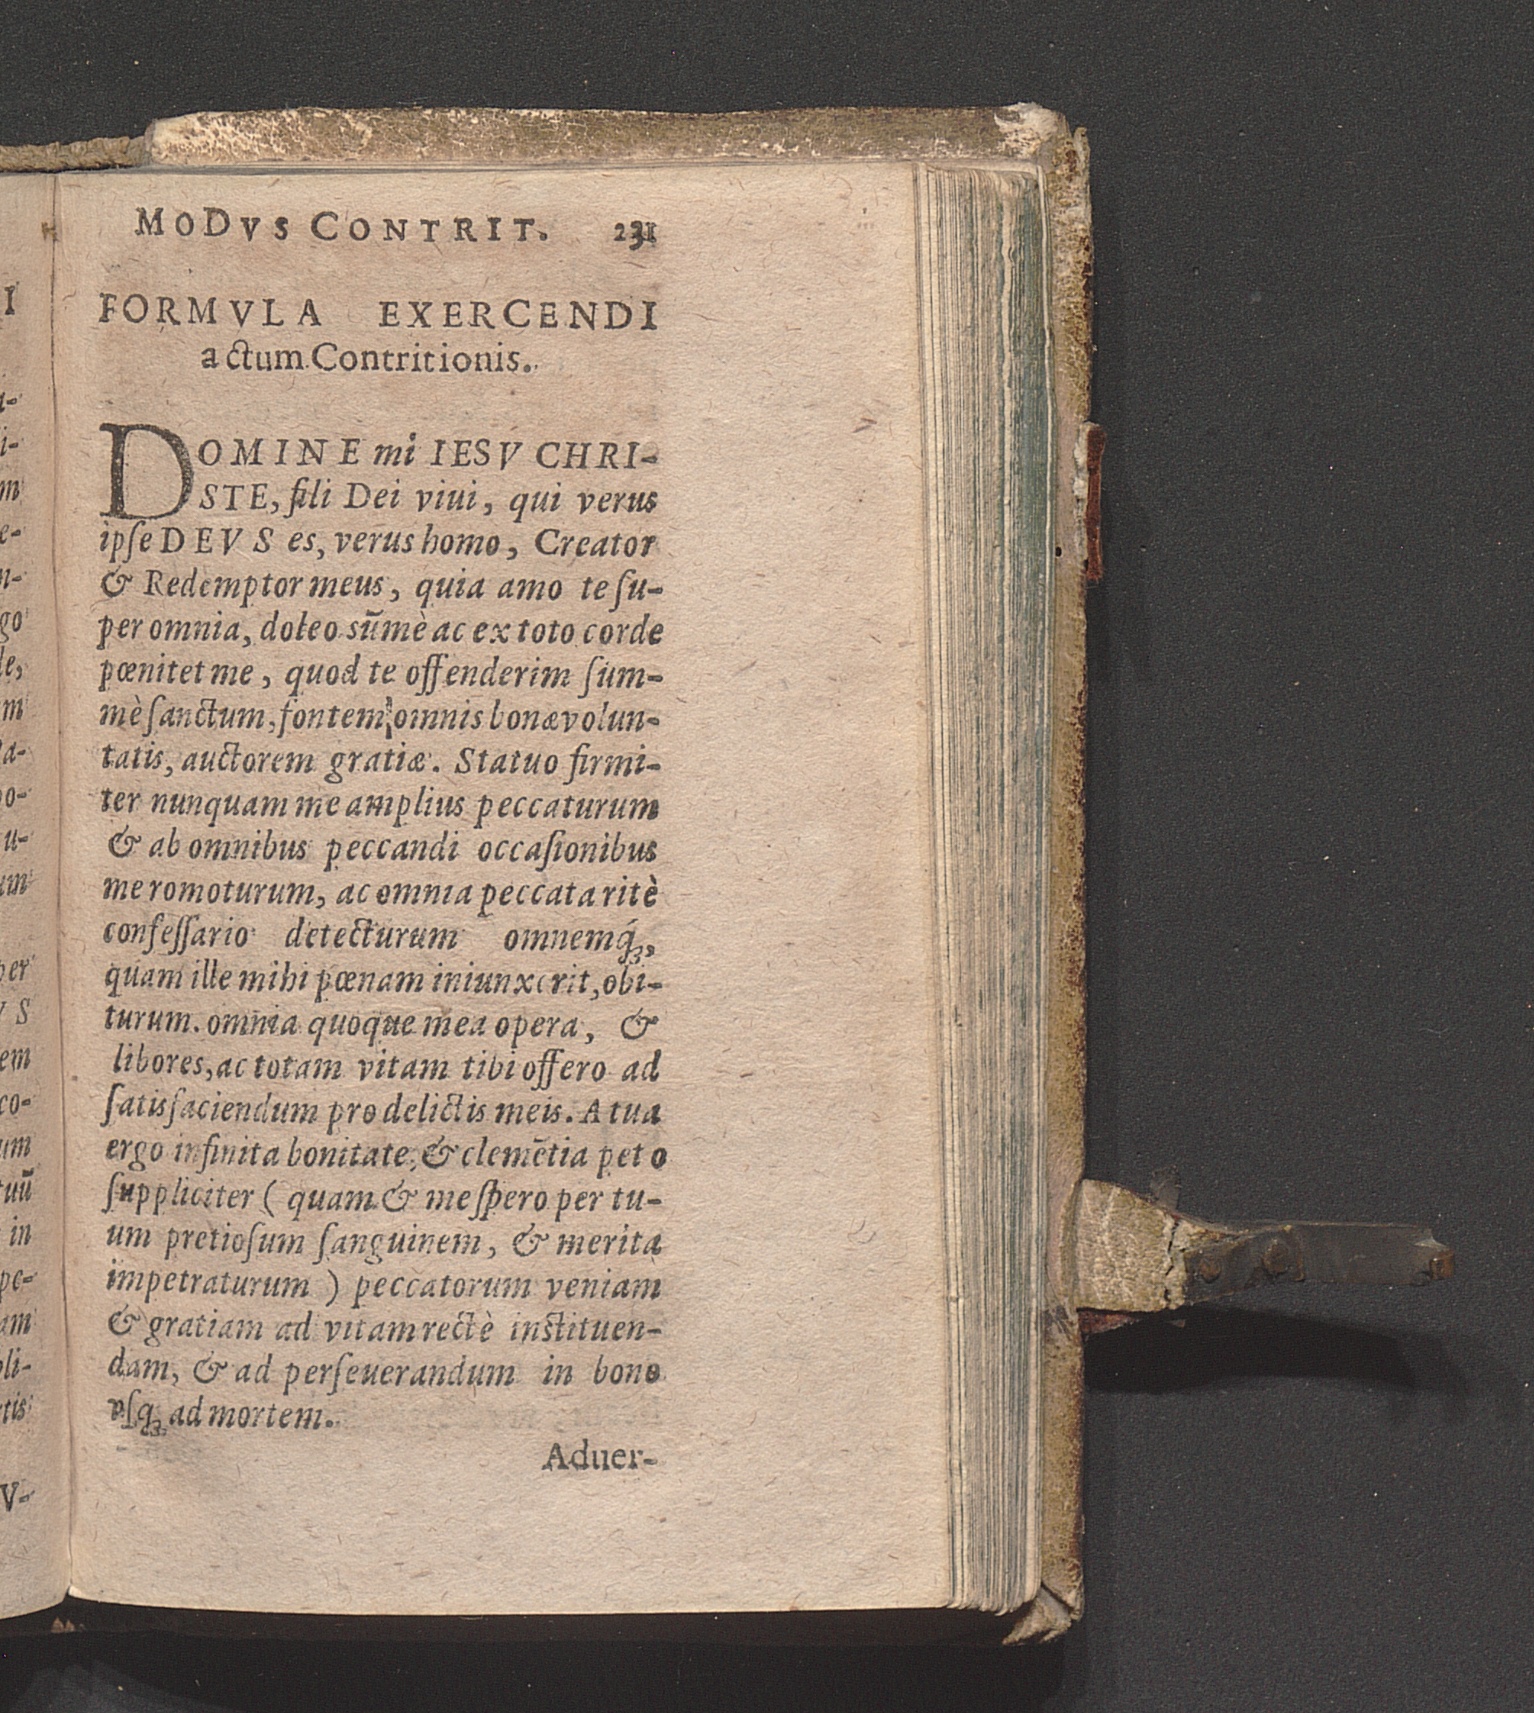 MODVS CONTRIT. 231
FORMVLA EXERCENDI
actum Contritionis.
DOMINE mi IESV CHRI-
STE, fili Dei viui, qui verus
ipſe DEVS es, verus homo, Creator
& Redemptor meus, quia amo te ſu-
per omnia, doleo sūmè ac ex toto corde
pœnitet me, quod te offenderim ſum-
mè ſanctum, fontem omnis bonæ volun-
tatis, auctorem gratiæ. Statuo firmi-
ter nunquam me amplius peccaturum
& ab omnibus peccandi occaſionibus
me romoturum, ac omnia peccata ritè
confeſſario detecturum omnemq́ꝫ,
quam ille mihi pœnam iniunxerit, obi-
turum. omnia quoque mea opera, &
libores, ac totam vitam tibi offero ad
ſatisfaciendum pro delictis meis. A tua
ergo infinita bonitate, & clemētia peto
ſuppliciter ( quam & me ſpero per tu-
um pretioſum ſanguinem, & merita
impetraturum ) peccatorum veniam
& gratiam ad vitam rectè inſtituen-
dam, & ad perſeuerandum in bono
vſqꝫ ad mortem.
Aduer-